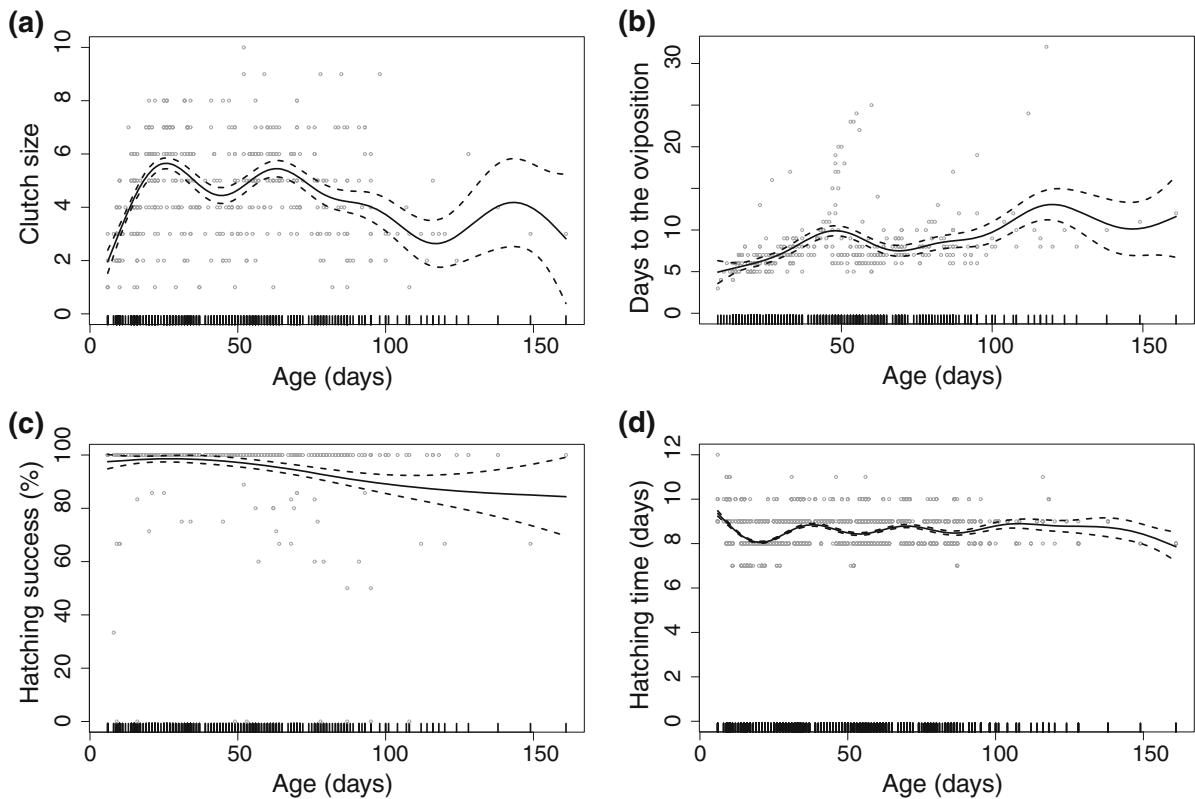 (a)
10
8
6
4
2
0
Clutch size
0 50 100 150
Age (days)
(b)
30
20
10
5
0
Days to the oviposition
0 50 100 150
Age (days)
(c)
100
80
60
40
20
0
Hatching success (%)
0 50 100 150
Age (days)
(d)
12
10
8
6
4
2
0
Hatching time (days)
0 50 100 150
Age (days)